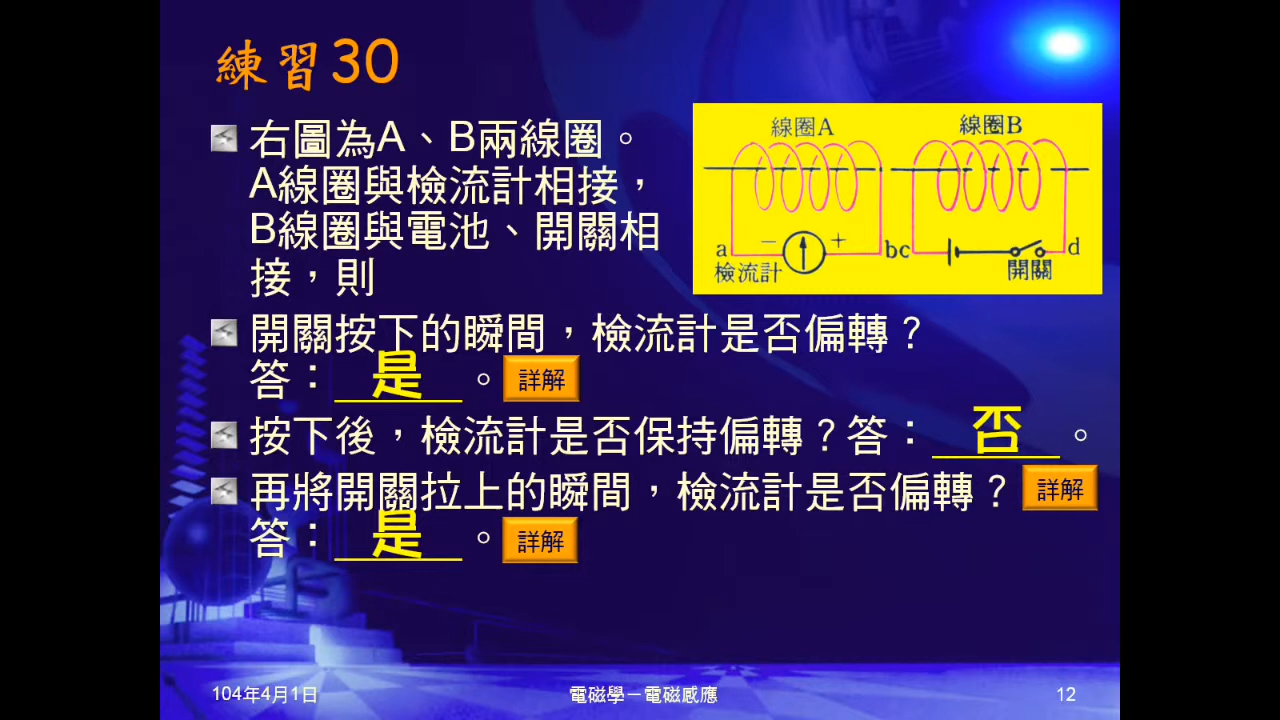 練習30
右圖為A、B兩線圈。
A線圈與檢流計相接，
B線圈與電池、開關相
接，則
線圈A
線圈B
a
－
＋
bc
d
檢流計
開關
開關按下的瞬間，檢流計是否偏轉？
答：是。 詳解
按下後，檢流計是否保持偏轉？答：否。
詳解
再將開關拉上的瞬間，檢流計是否偏轉？
答：是。 詳解
104年4月1日
電磁學－電磁感應
12